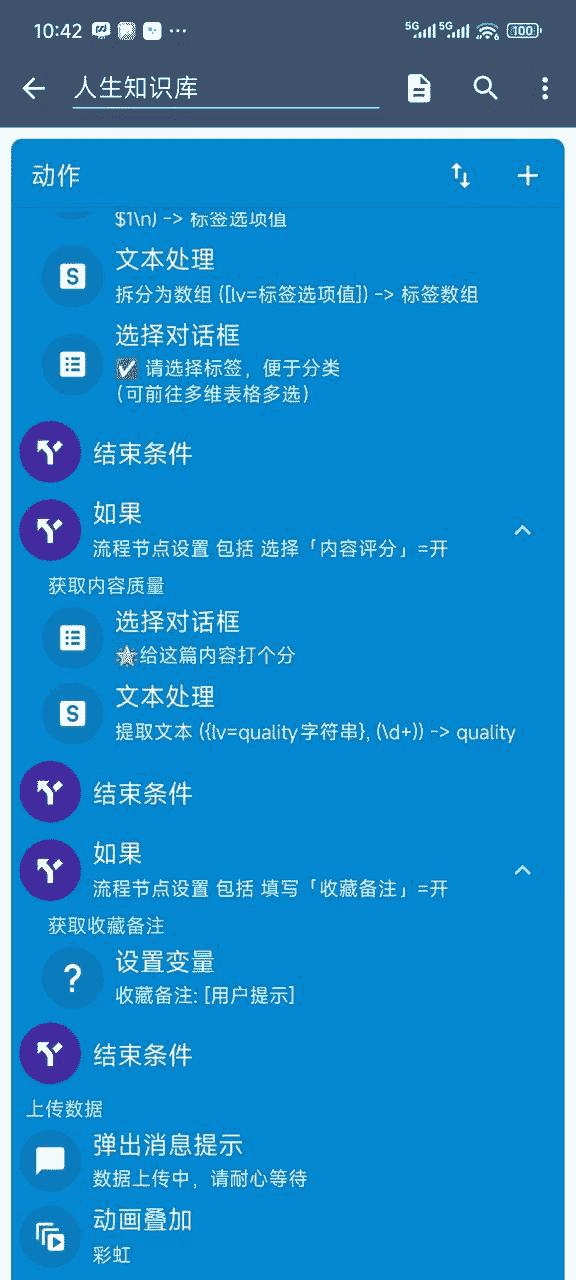 10:42
5G 5G 100
人生知识库
动作
$1\n) -> 标签选项值
文本处理
拆分为数组 ([lv=标签选项值]) -> 标签数组
选择对话框
☑ 请选择标签，便于分类
（可前往多维表格多选）
结束条件
如果
流程节点设置 包括 选择「内容评分」=开
获取内容质量
选择对话框
🌟给这篇内容打个分
文本处理
提取文本 ({lv=quality字符串}, (\d+)) -> quality
结束条件
如果
流程节点设置 包括 填写「收藏备注」=开
获取收藏备注
设置变量
收藏备注: [用户提示]
结束条件
上传数据
弹出消息提示
数据上传中，请耐心等待
动画叠加
彩虹